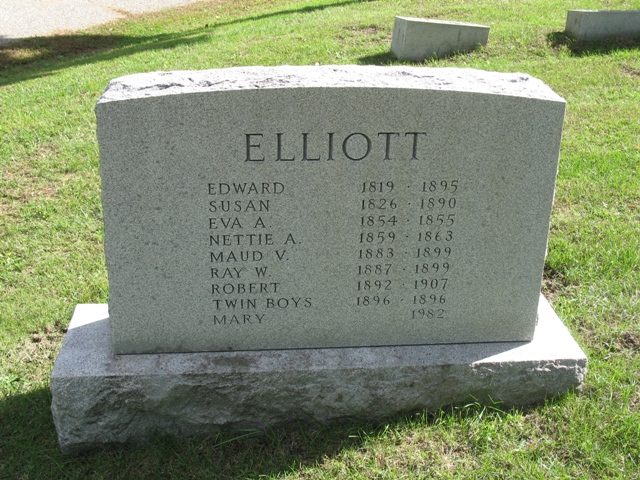 ELLIOTT
EDWARD 1819 · 1895
SUSAN 1826 · 1890
EVA A. 1854 · 1855
NETTIE A. 1859 · 1863
MAUD V. 1883 · 1899
RAY W. 1887 · 1899
ROBERT 1892 · 1907
TWIN BOYS 1896 · 1896
MARY 1982